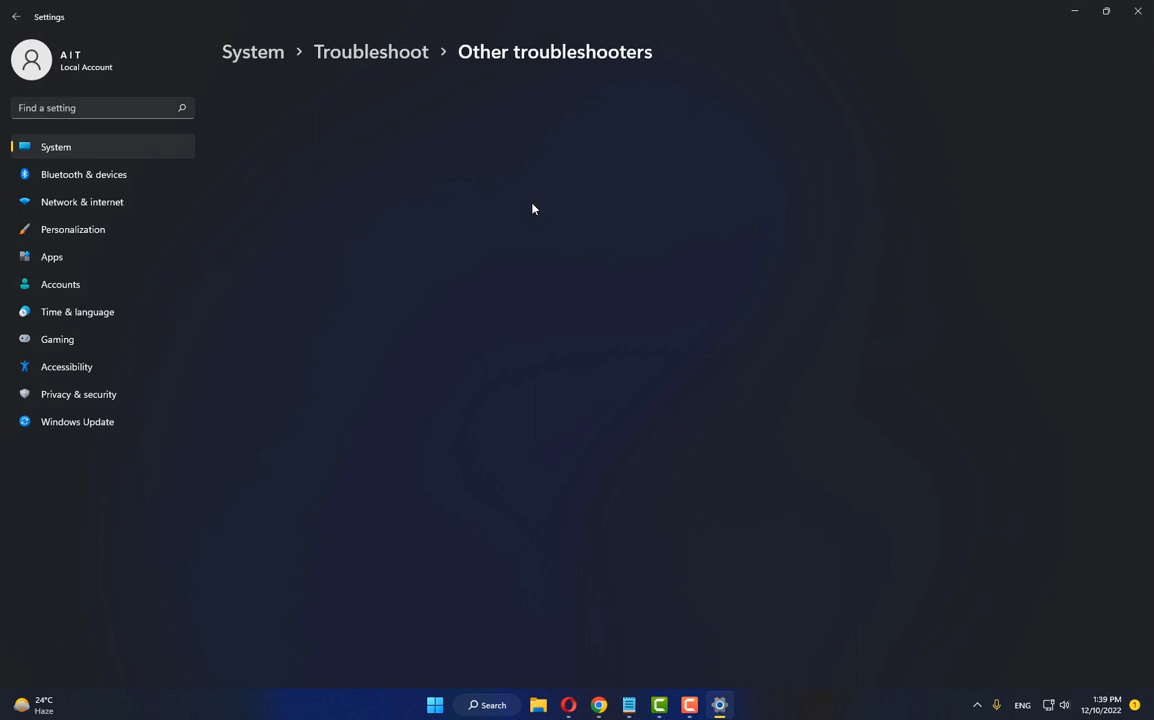 Settings
A I T
Local Account
Find a setting
System
Bluetooth & devices
Network & internet
Personalization
Apps
Accounts
Time & language
Gaming
Accessibility
Privacy & security
Windows Update
System > Troubleshoot > Other troubleshooters
24°C
Haze
Search
ENG
1:39 PM
12/10/2022
1